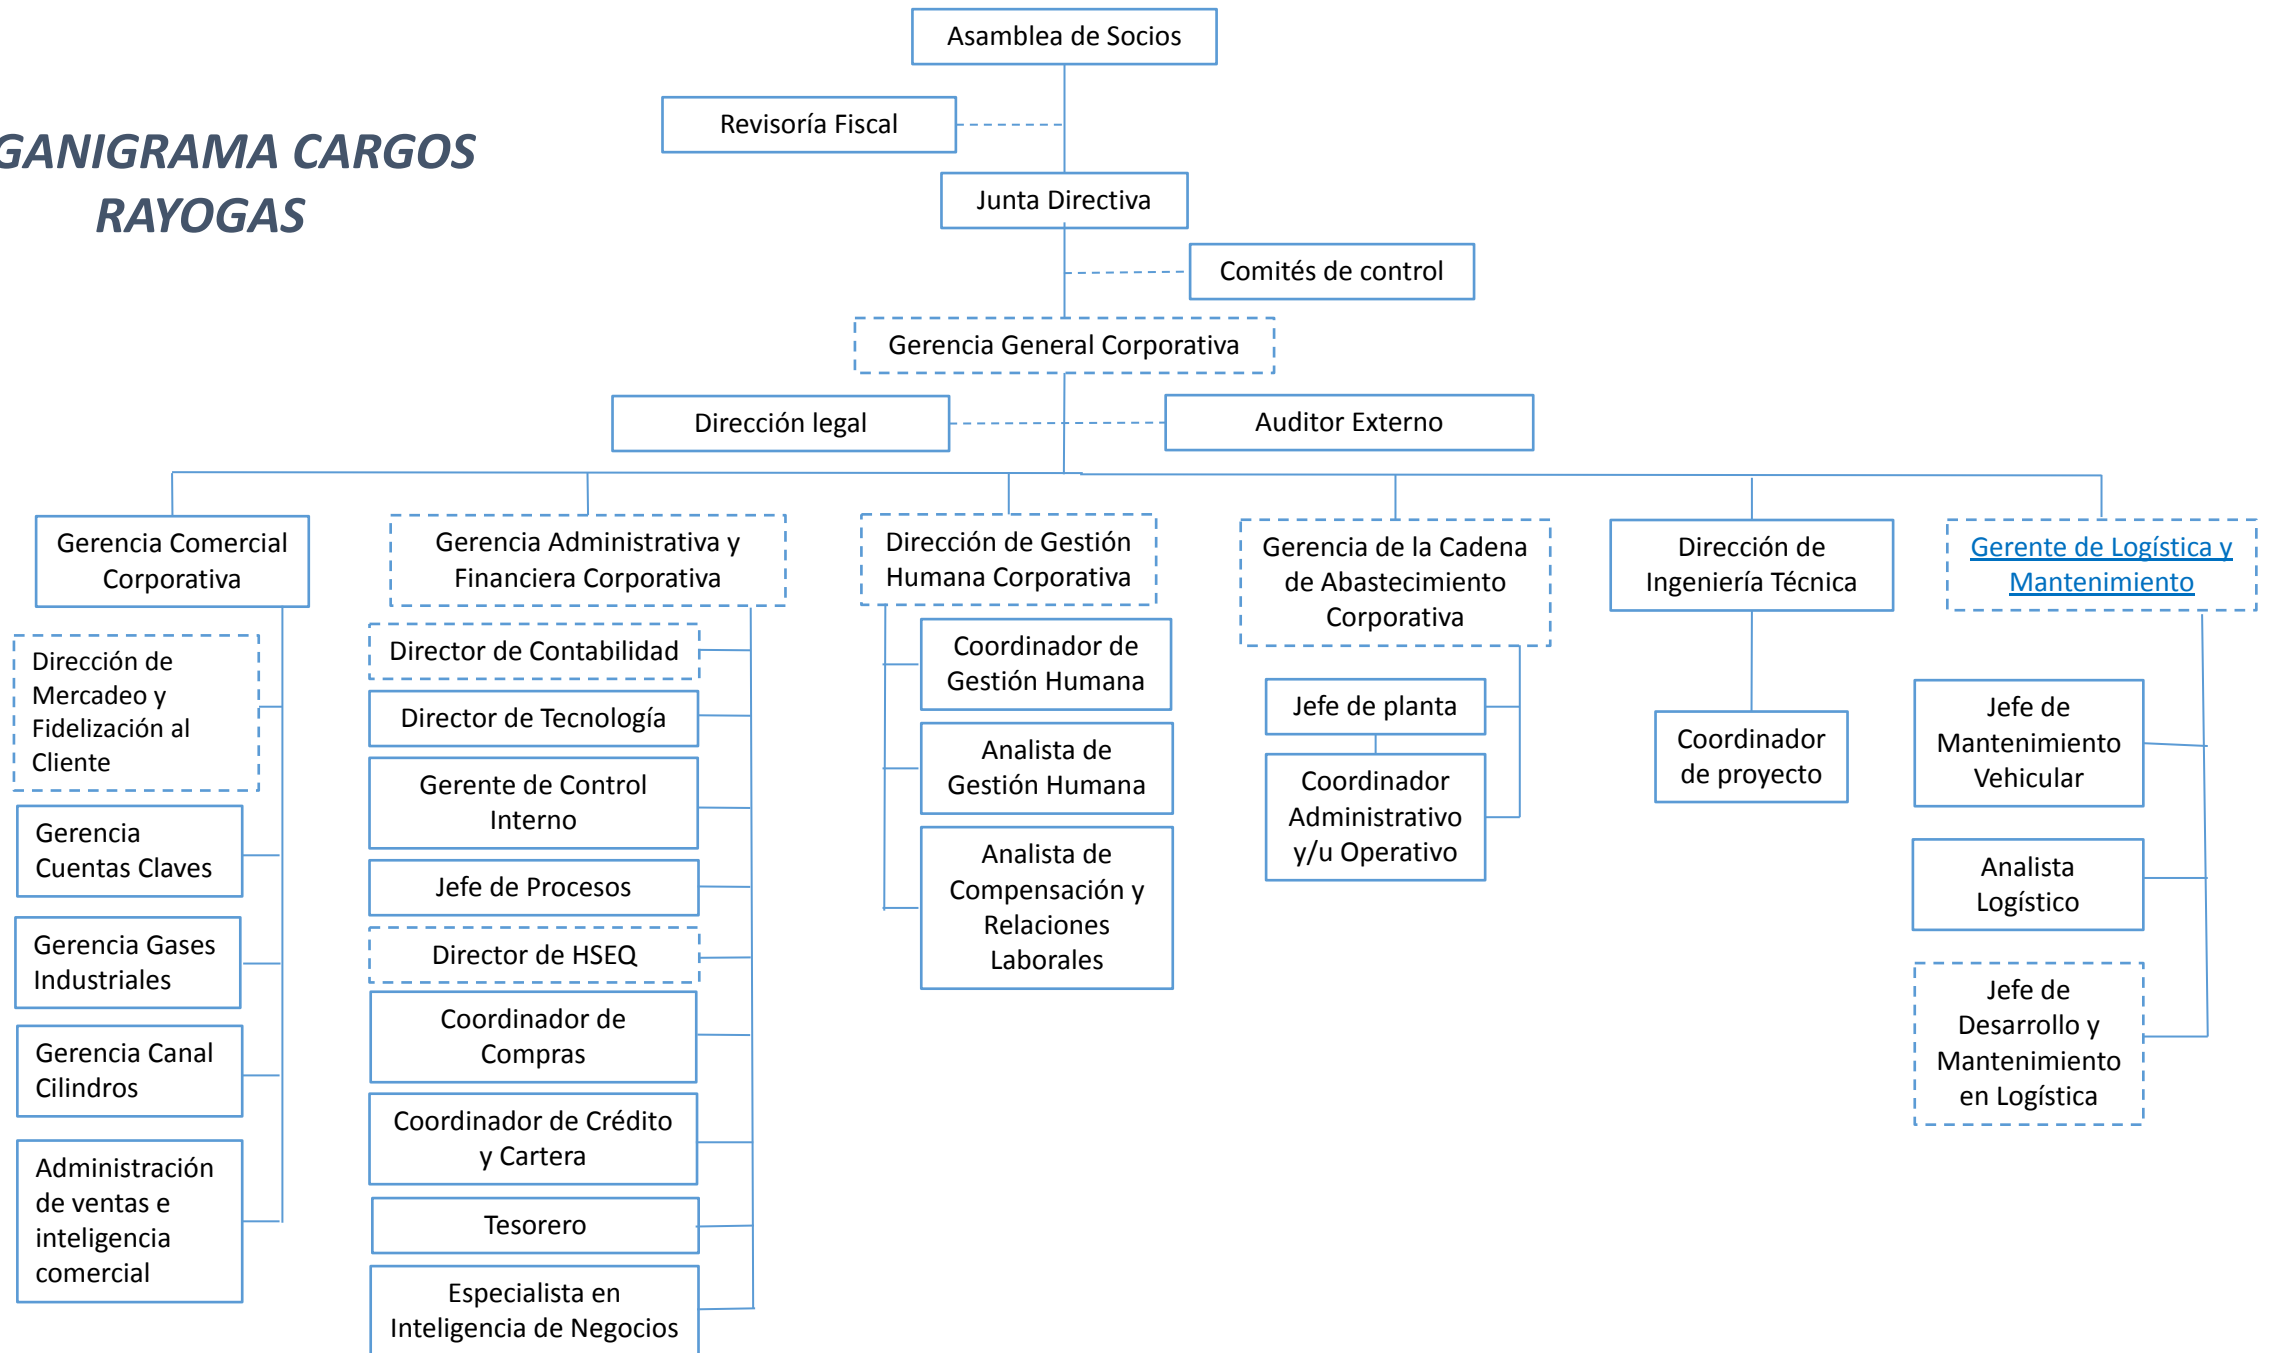 Asamblea de Socios
Revisoría Fiscal
GANIGRAMA CARGOS
RAYOGAS
Junta Directiva
Comités de control
Gerencia General Corporativa
Dirección legal
Auditor Externo
Gerencia Comercial
Corporativa
Gerencia Administrativa y
Financiera Corporativa
Dirección de Gestión
Humana Corporativa
Gerencia de la Cadena
de Abastecimiento
Corporativa
Dirección de
Ingeniería Técnica
Gerente de Logística y
Mantenimiento
Dirección de
Mercadeo y
Fidelización al
Cliente
Gerencia
Cuentas Claves
Gerencia Gases
Industriales
Gerencia Canal
Cilindros
Administración
de ventas e
inteligencia
comercial
Director de Contabilidad
Director de Tecnología
Gerente de Control
Interno
Jefe de Procesos
Director de HSEQ
Coordinador de
Compras
Coordinador de Crédito
y Cartera
Tesorero
Especialista en
Inteligencia de Negocios
Coordinador de
Gestión Humana
Analista de
Gestión Humana
Analista de
Compensación y
Relaciones
Laborales
Jefe de planta
Coordinador
Administrativo
y/u Operativo
Coordinador
de proyecto
Jefe de
Mantenimiento
Vehicular
Analista
Logístico
Jefe de
Desarrollo y
Mantenimiento
en Logística